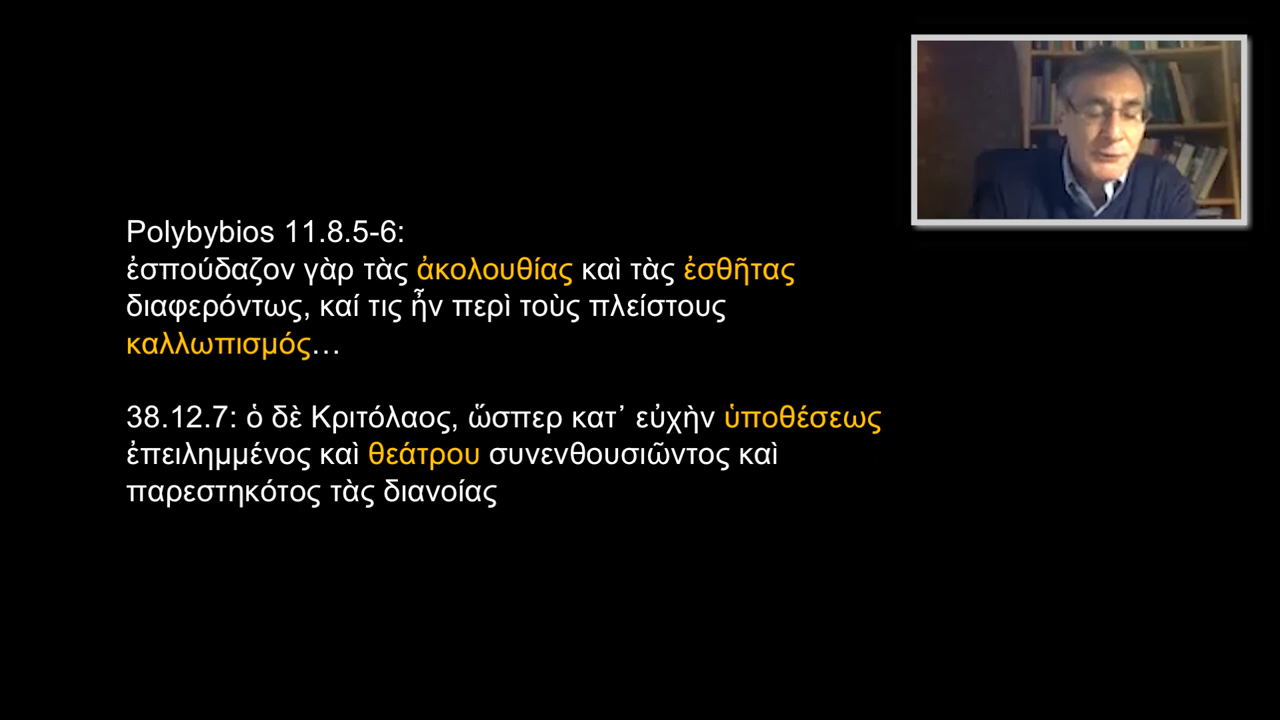 Polybybios 11.8.5-6:
ἐσπούδαζον γὰρ τὰς ἀκολουθίας καὶ τὰς ἐσθῆτας
διαφερόντως, καί τις ἦν περὶ τοὺς πλείστους
καλλωπισμός…
38.12.7: ὁ δὲ Κριτόλαος, ὥσπερ κατ᾿ εὐχὴν ὑποθέσεως
ἐπειλημμένος καὶ θεάτρου συνενθουσιῶντος καὶ
παρεστηκότος τὰς διανοίας